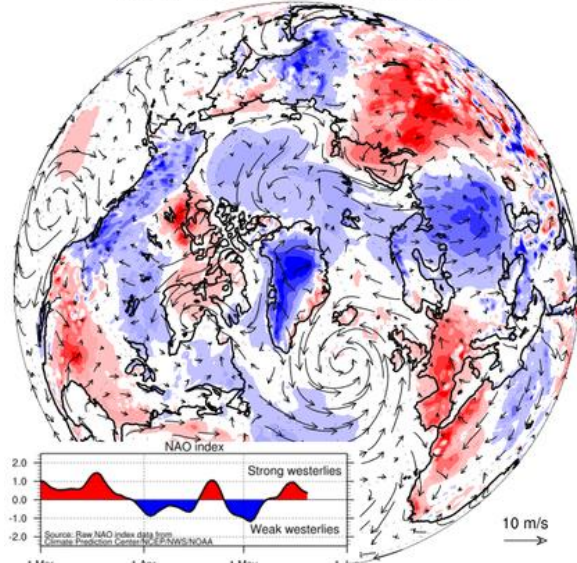 NAO index
2.0
Strong westerlies
1.0
0.0
-1.0
-2.0
Weak westerlies
Source: Raw NAO index data from
Climate Prediction Center/NCEP/NWS/NOAA
10 m/s